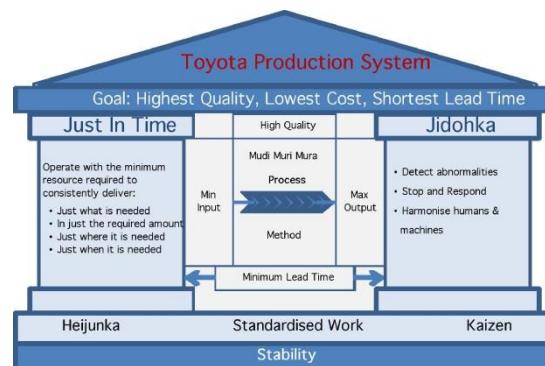 Toyota Production System
Goal: Highest Quality, Lowest Cost, Shortest Lead Time
Just In Time
Operate with the minimum
resource required to
consistently deliver:
• Just what is needed
• In just the required amount
• Just where it is needed
• Just when it is needed
High Quality
Mudi Muri Mura
Process
Min
Input
Max
Output
Method
Minimum Lead Time
Jidohka
• Detect abnormalities
• Stop and Respond
• Harmonise humans &
machines
Heijunka
Standardised Work
Kaizen
Stability